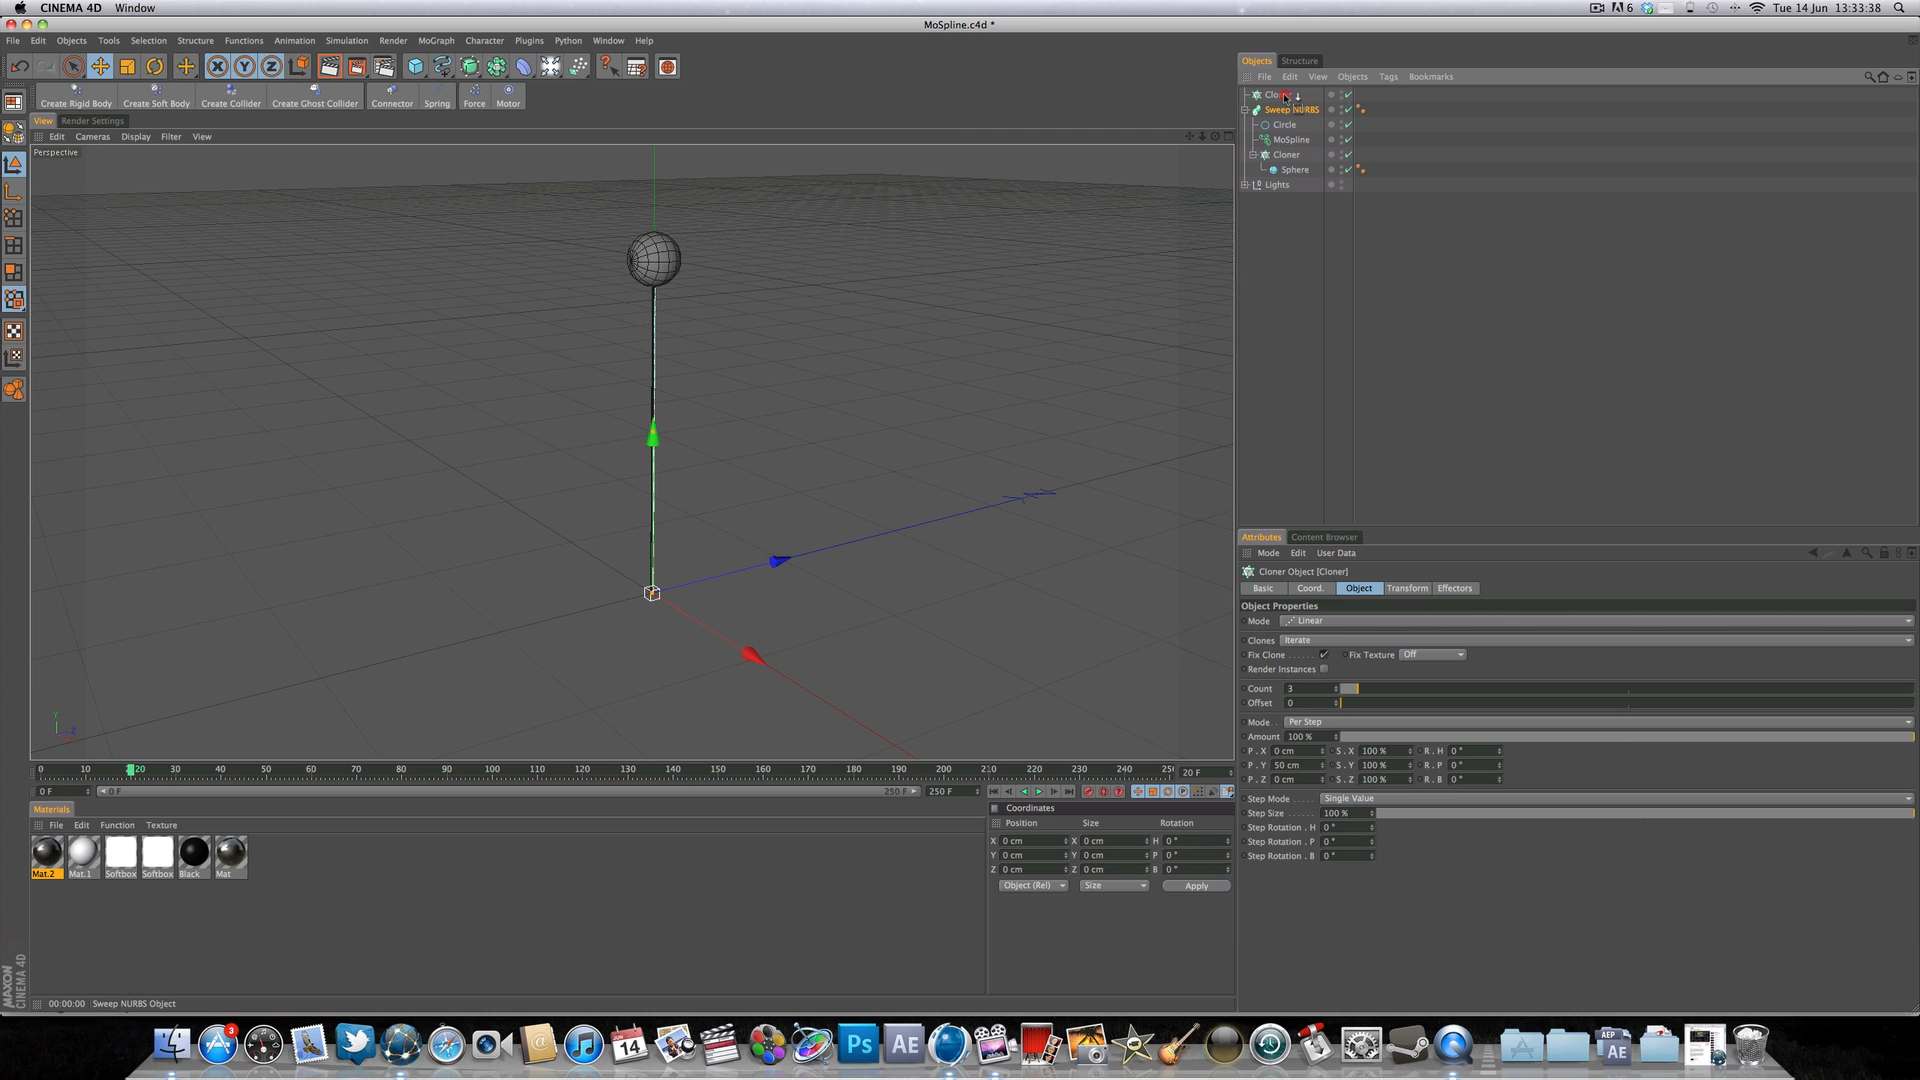 CINEMA 4D Window
6 Tue 14 Jun 13:33:38
MoSpline.c4d *
File Edit Objects Tools Selection Structure Functions Animation Simulation Render MoGraph Character Plugins Python Window Help
X Y Z
Create Rigid Body Create Soft Body Create Collider Create Ghost Collider Connector Spring Force Motor
View Render Settings
Edit Cameras Display Filter View
Perspective
Objects Structure
File Edit View Objects Tags Bookmarks
Sweep NURBS
Circle
MoSpline
Cloner
Sphere
Lights
Attributes Content Browser
Mode Edit User Data
Cloner Object [Cloner]
Basic Coord. Object Transform Effectors
Object Properties
Mode Linear
Clones Iterate
Fix Clone Fix Texture Off
Render Instances
Count 3
Offset 0
Mode Per Step
Amount 100 %
P . X 0 cm S . X 100 % R . H 0 °
P . Y 50 cm S . Y 100 % R . P 0 °
P . Z 0 cm S . Z 100 % R . B 0 °
Step Mode Single Value
Step Size 100 %
Step Rotation . H 0 °
Step Rotation . P 0 °
Step Rotation . B 0 °
Y Z
0 10 20 30 40 50 60 70 80 90 100 110 120 130 140 150 160 170 180 190 200 210 220 230 240 20 F
0 F 0 F 250 F 250 F
Materials
File Edit Function Texture
Mat.2 Mat.1 Softbox Softbox Black Mat
Coordinates
Position Size Rotation
X 0 cm X 0 cm H 0 °
Y 0 cm Y 0 cm P 0 °
Z 0 cm Z 0 cm B 0 °
Object (Rel) Size Apply
MAXON CINEMA 4D
00:00:00 Sweep NURBS Object
3 14 Ps AE AEP AE